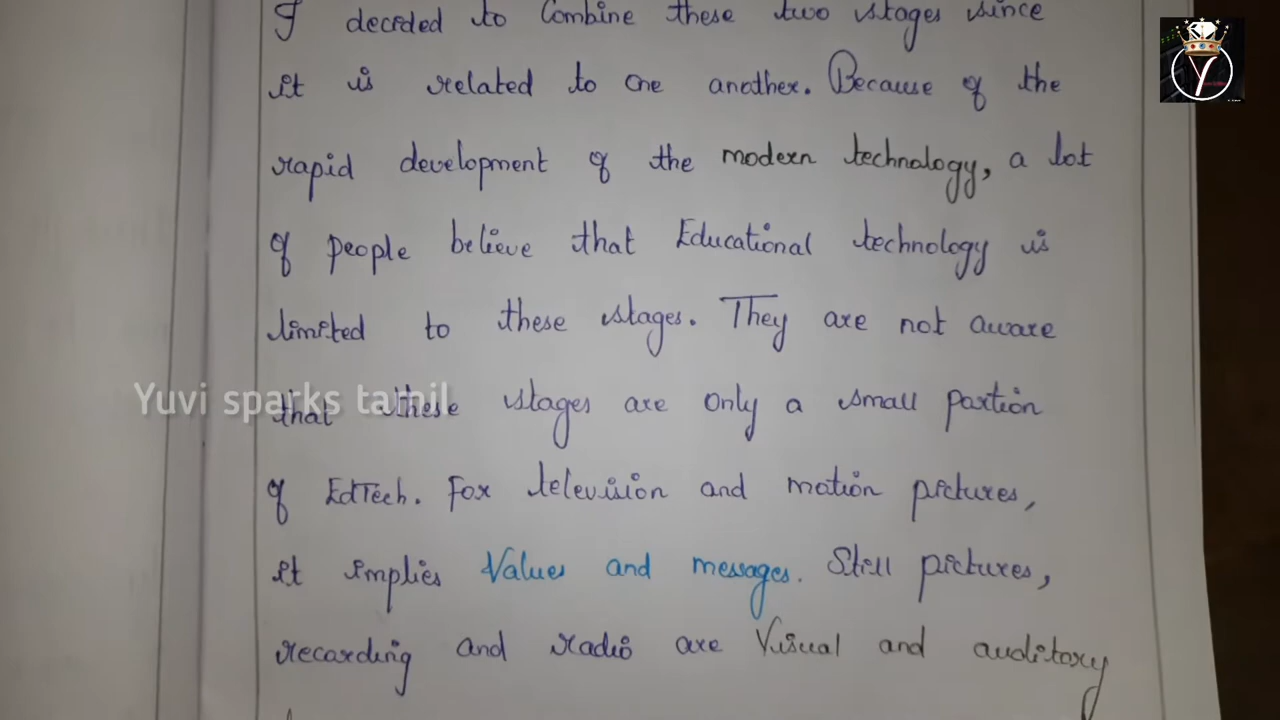 I decided to Combine these two stages since
it is related to one another. Because of the
rapid development of the modern technology, a lot
of people believe that Educational technology is
limited to these stages. They are not aware
that these stages are only a small portion
of EdTech. For television and motion pictures,
it implies Values and messages. Still pictures,
recording and radio are Visual and auditory
Yuvi sparks tamil
Y